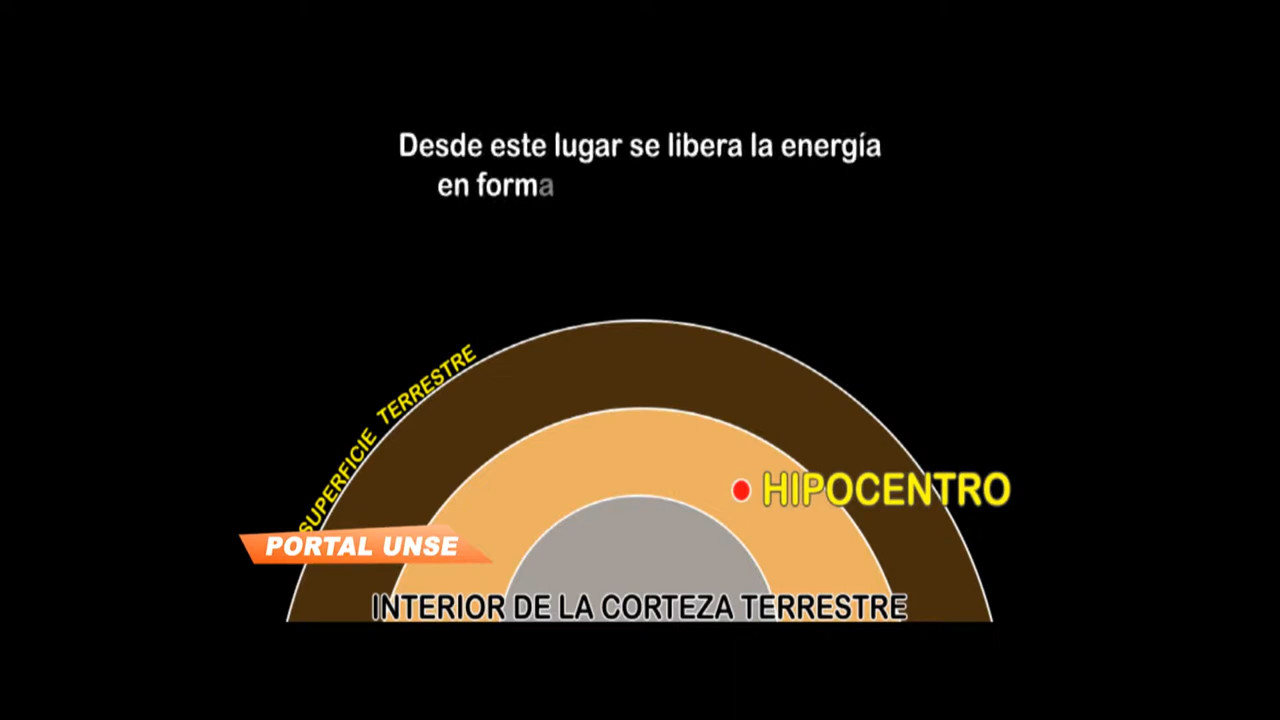 Desde este lugar se libera la energía
en forma
SUPERFICIE TERRESTRE
HIPOCENTRO
PORTAL UNSE
INTERIOR DE LA CORTEZA TERRESTRE